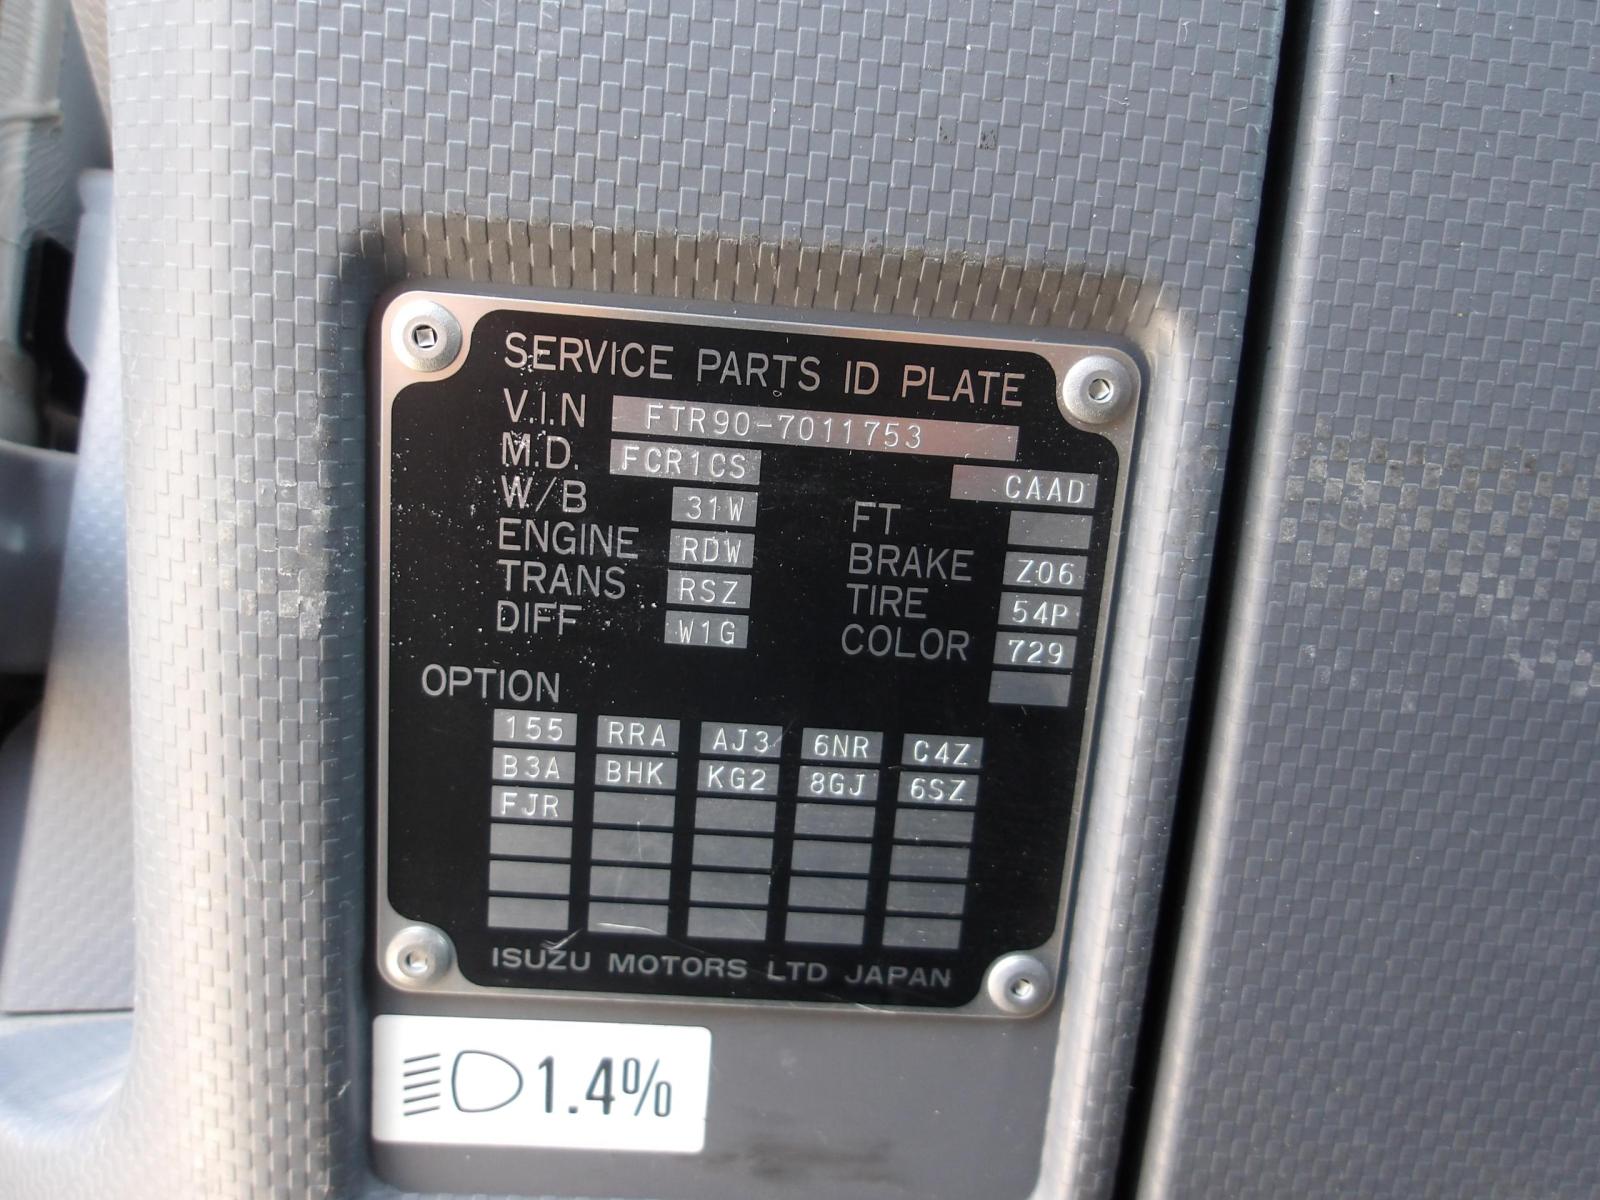 SERVICE PARTS ID PLATE
V.I.N FTR90-7011753
M.D. FCR1CS CAAD
W/B 31W FT
ENGINE RDW BRAKE Z06
TRANS RSZ TIRE 54P
DIFF W1G COLOR 729
OPTION
155 RRA AJ3 6NR C4Z
B3A BHK KG2 8GJ 6SZ
FJR
ISUZU MOTORS LTD JAPAN
1.4%